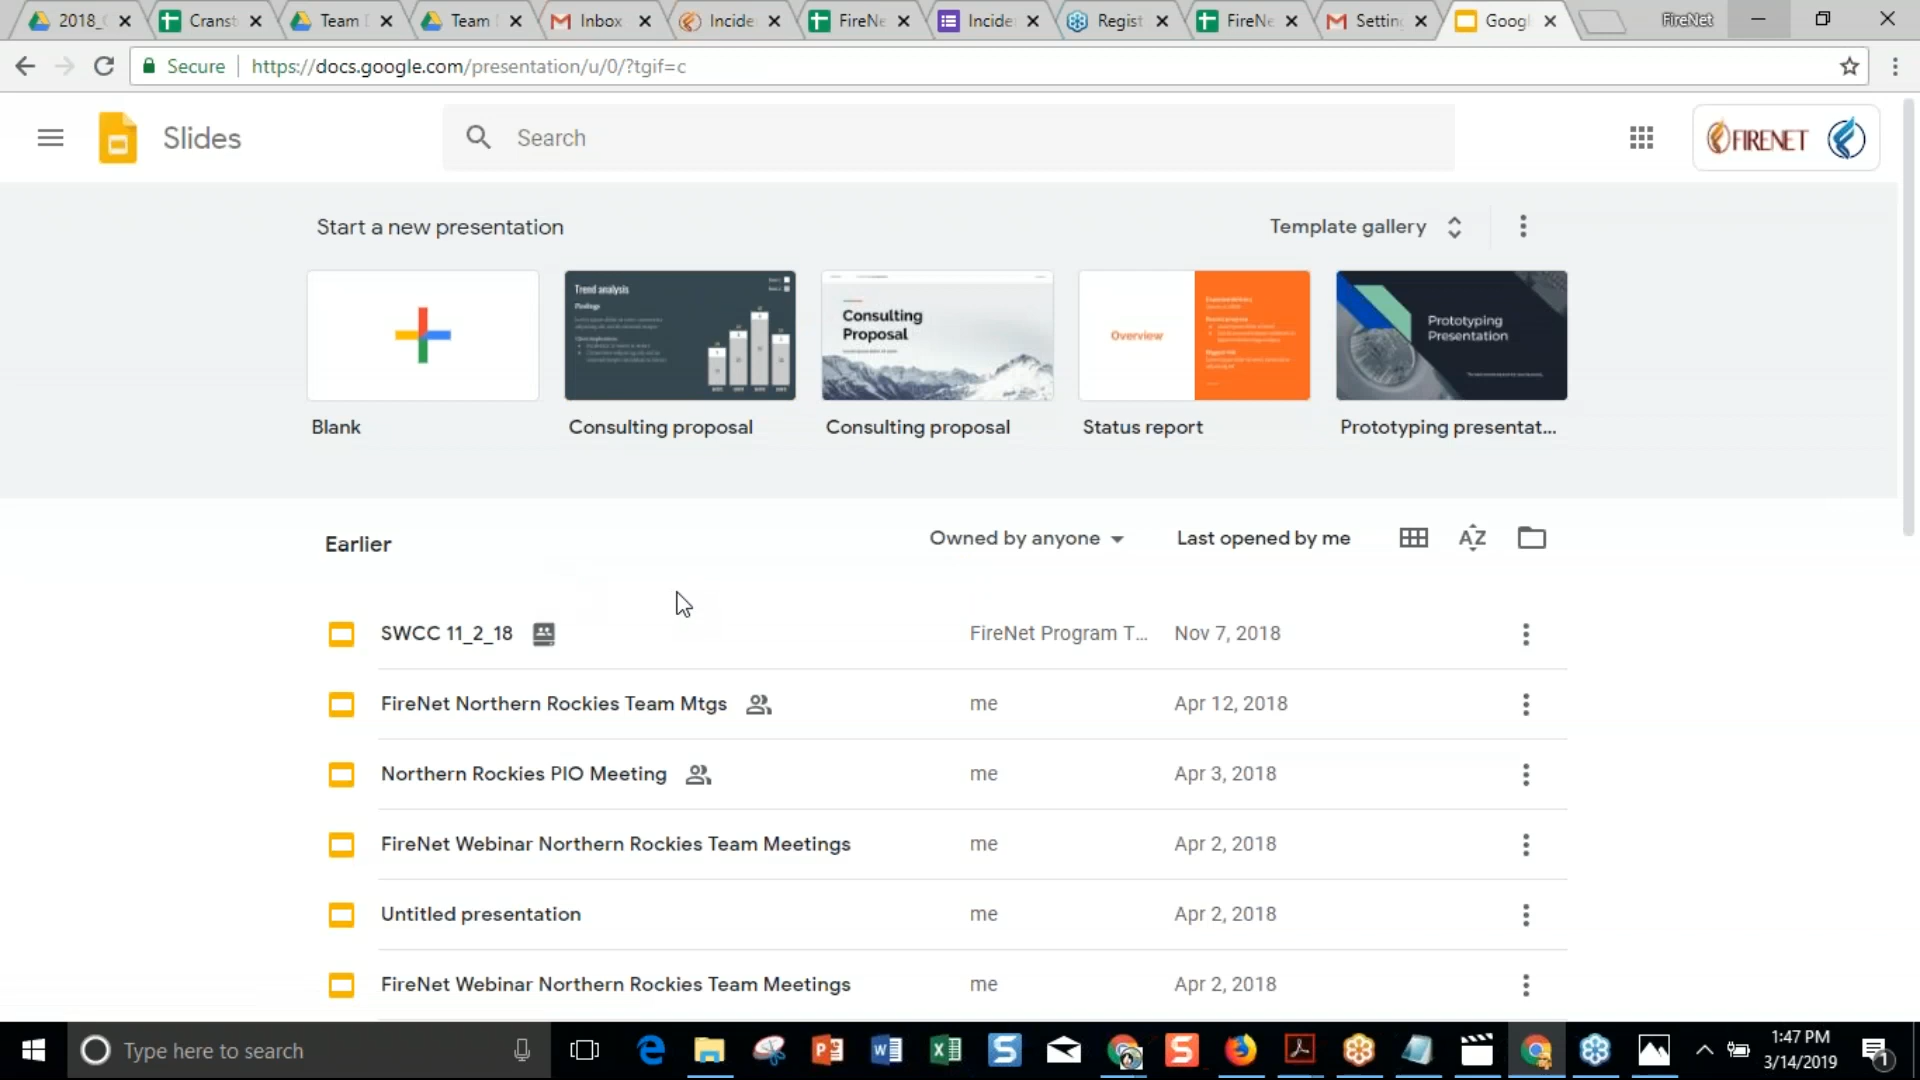 2018_ Cranst Team D Team Inbox Incide FireNe Incide Regist FireNe Setting Googl FireNet
Secure https://docs.google.com/presentation/u/0/?tgif=c
Slides Search FIRENET
Start a new presentation Template gallery
Trend analysis
Findings
Consulting
Proposal
Overview
Prototyping
Presentation
Blank Consulting proposal Consulting proposal Status report Prototyping presentat...
Earlier Owned by anyone Last opened by me AZ
SWCC 11_2_18 FireNet Program T... Nov 7, 2018
FireNet Northern Rockies Team Mtgs me Apr 12, 2018
Northern Rockies PIO Meeting me Apr 3, 2018
FireNet Webinar Northern Rockies Team Meetings me Apr 2, 2018
Untitled presentation me Apr 2, 2018
FireNet Webinar Northern Rockies Team Meetings me Apr 2, 2018
Type here to search 1:47 PM
3/14/2019 1